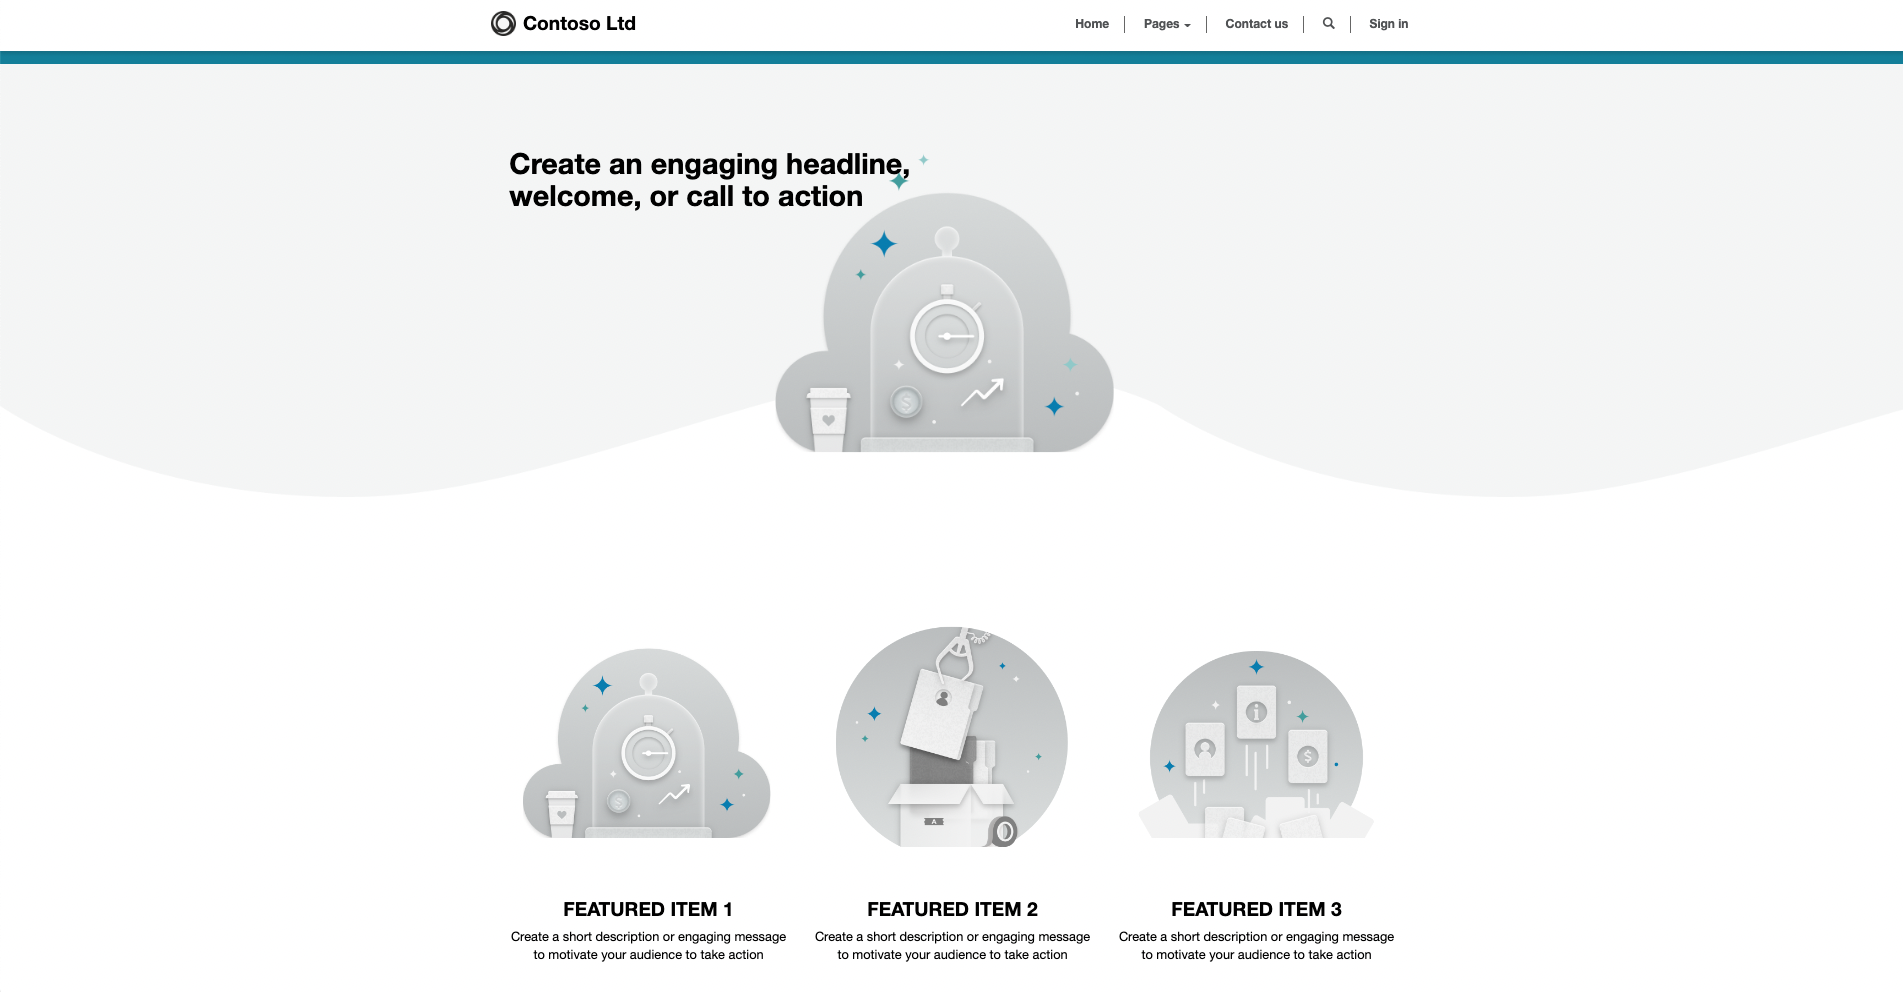 Contoso Ltd
Home
Pages
Contact us
Sign in
Create an engaging headline,
welcome, or call to action
$
i
$
A
$
FEATURED ITEM 1
Create a short description or engaging message
to motivate your audience to take action
FEATURED ITEM 2
Create a short description or engaging message
to motivate your audience to take action
FEATURED ITEM 3
Create a short description or engaging message
to motivate your audience to take action